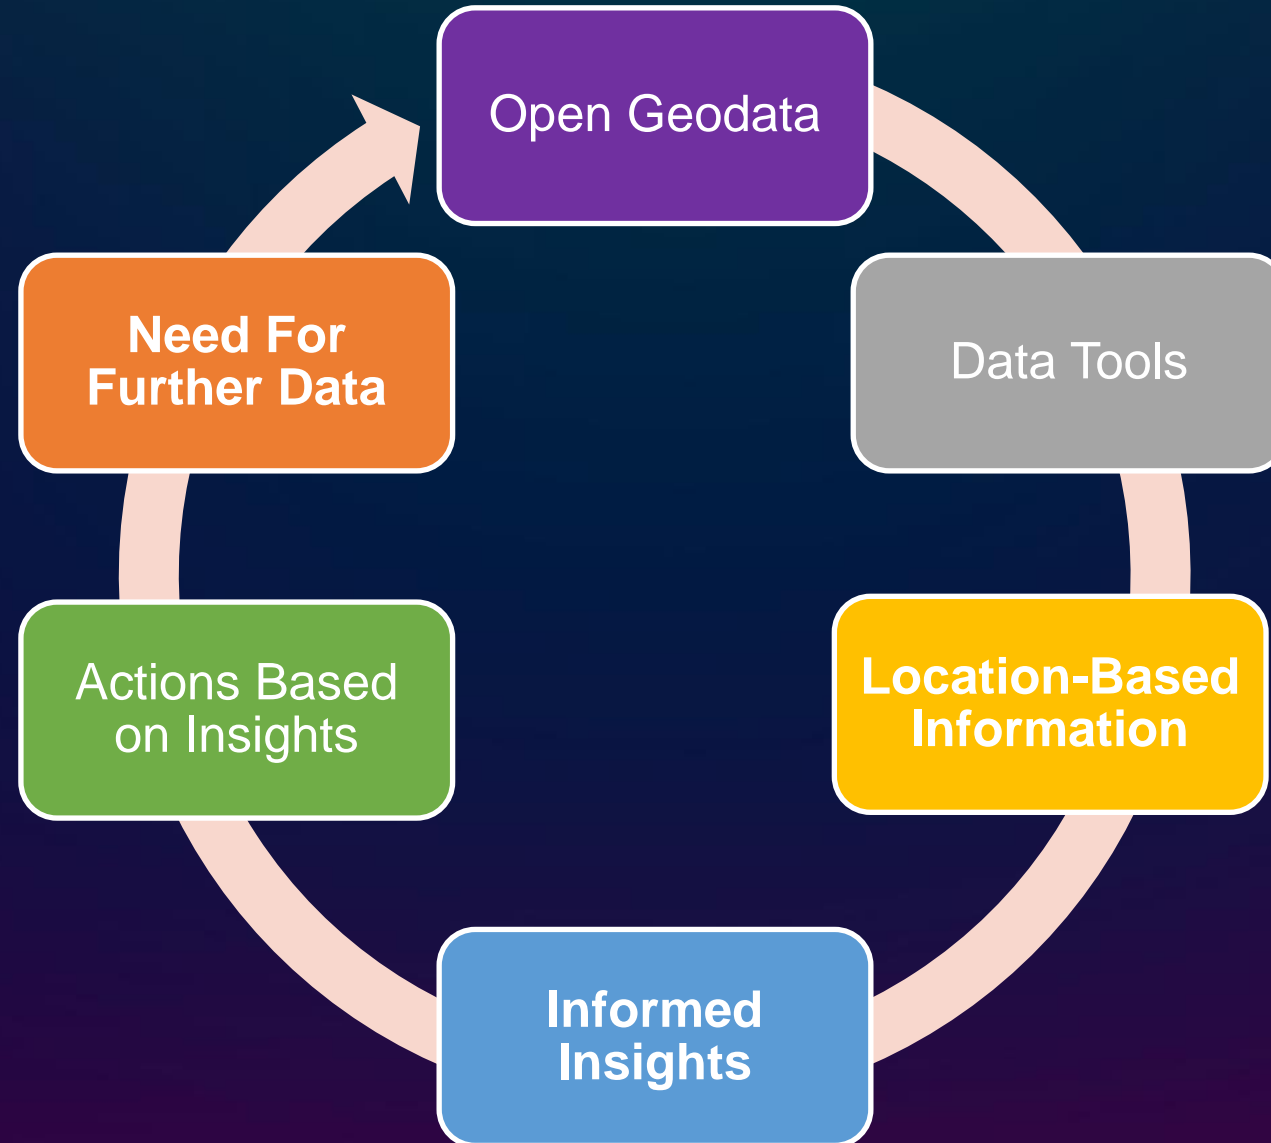 Open Geodata
Data Tools
Location-Based
Information
Informed
Insights
Actions Based
on Insights
Need For
Further Data